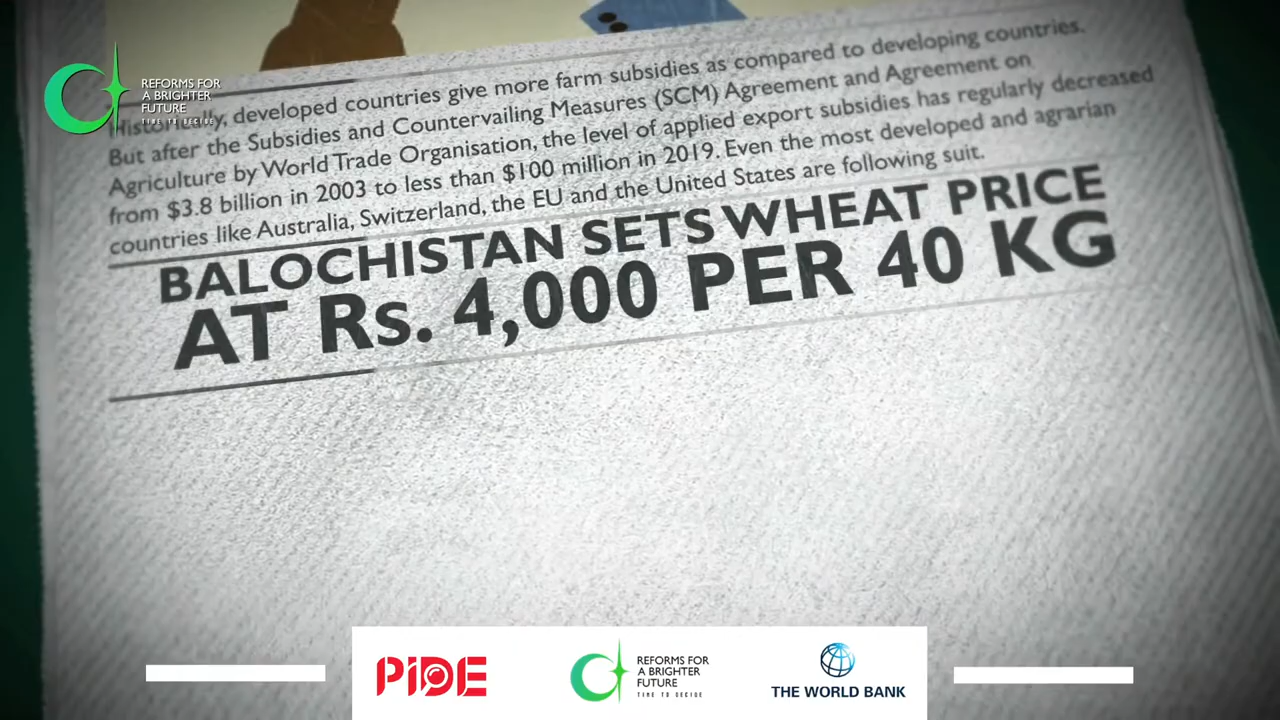 REFORMS FOR
A BRIGHTER
FUTURE
TIME TO DECIDE
Historically, developed countries give more farm subsidies as compared to developing countries.
But after the Subsidies and Countervailing Measures (SCM) Agreement and Agreement on
Agriculture by World Trade Organisation, the level of applied export subsidies has regularly decreased
from $3.8 billion in 2003 to less than $100 million in 2019. Even the most developed and agrarian
countries like Australia, Switzerland, the EU and the United States are following suit.
BALOCHISTAN SETS WHEAT PRICE
AT Rs. 4,000 PER 40 KG
PIDE
REFORMS FOR
A BRIGHTER
FUTURE
TIME TO DECIDE
THE WORLD BANK